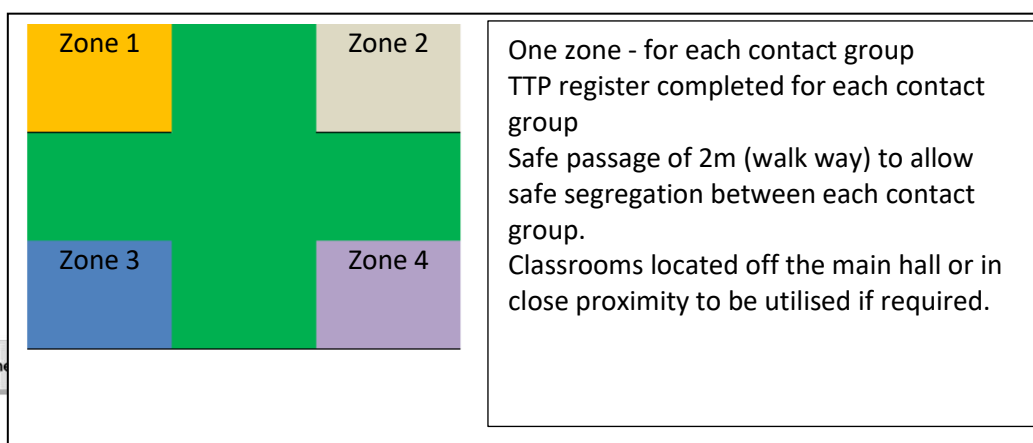 Zone 1
Zone 2
Zone 3
Zone 4
One zone - for each contact group
TTP register completed for each contact
group
Safe passage of 2m (walk way) to allow
safe segregation between each contact
group.
Classrooms located off the main hall or in
close proximity to be utilised if required.